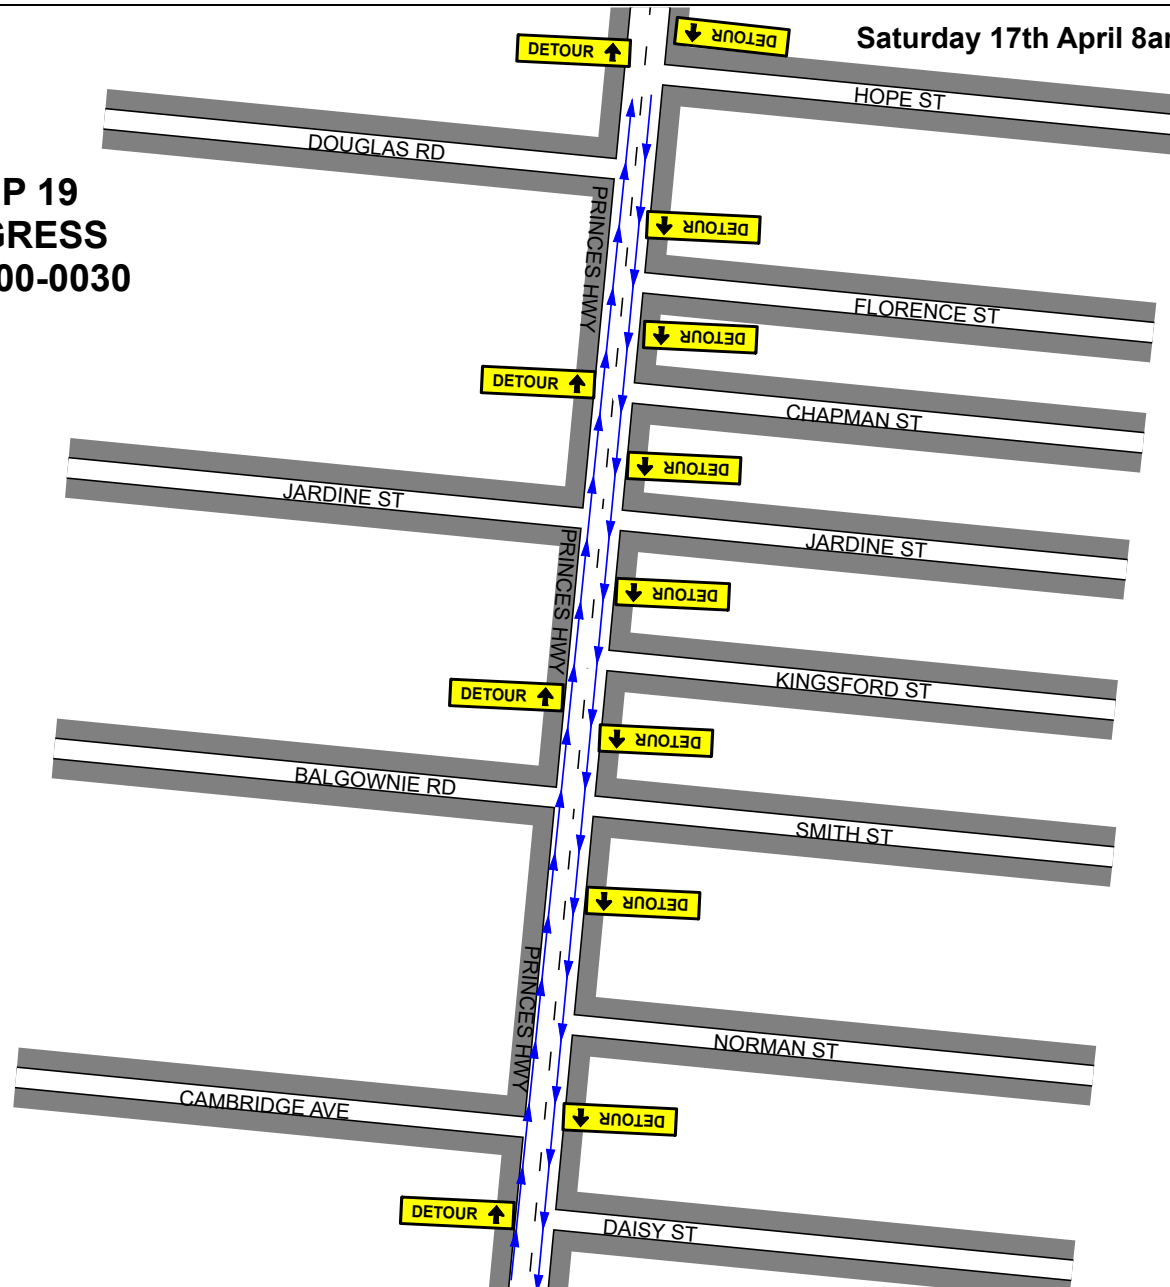 Saturday 17th April 8am
DETOUR
DETOUR
HOPE ST
DOUGLAS RD
P 19
GRESS
00-0030
PRINCES HWY
DETOUR
FLORENCE ST
DETOUR
DETOUR
CHAPMAN ST
DETOUR
JARDINE ST
JARDINE ST
PRINCES HWY
DETOUR
KINGSFORD ST
DETOUR
DETOUR
BALGOWNIE RD
SMITH ST
DETOUR
PRINCES HWY
NORMAN ST
CAMBRIDGE AVE
DETOUR
DETOUR
DAISY ST